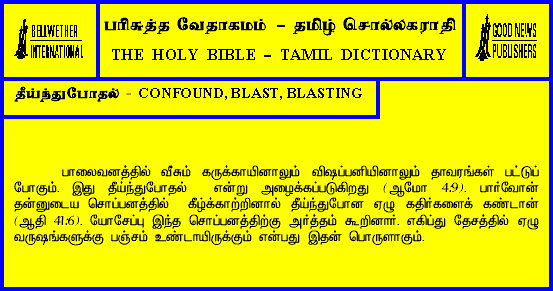 BELLWETHER
INTERNATIONAL
பரிசுத்த வேதாகமம் – தமிழ் சொல்லகராதி
THE HOLY BIBLE – TAMIL DICTIONARY
GOOD NEWS
PUBLISHERS
தீய்ந்துபோதல் - CONFOUND, BLAST, BLASTING
பாலைவனத்தில் வீசும் கருக்காயினாலும் விஷப்பனியினாலும் தாவரங்கள் பட்டுப்
போகும். இது தீய்ந்துபோதல் என்று அழைக்கப்படுகிறது (ஆமோ 4.9). பார்வோன்
தன்னுடைய சொப்பனத்தில் கீழ்க்காற்றினால் தீய்ந்துபோன ஏழு கதிர்களைக் கண்டான்
(ஆதி 41.6). யோசேப்பு இந்த சொப்பனத்திற்கு அர்த்தம் கூறினார். எகிப்து தேசத்தில் ஏழு
வருஷங்களுக்கு பஞ்சம் உண்டாயிருக்கும் என்பது இதன் பொருளாகும்.